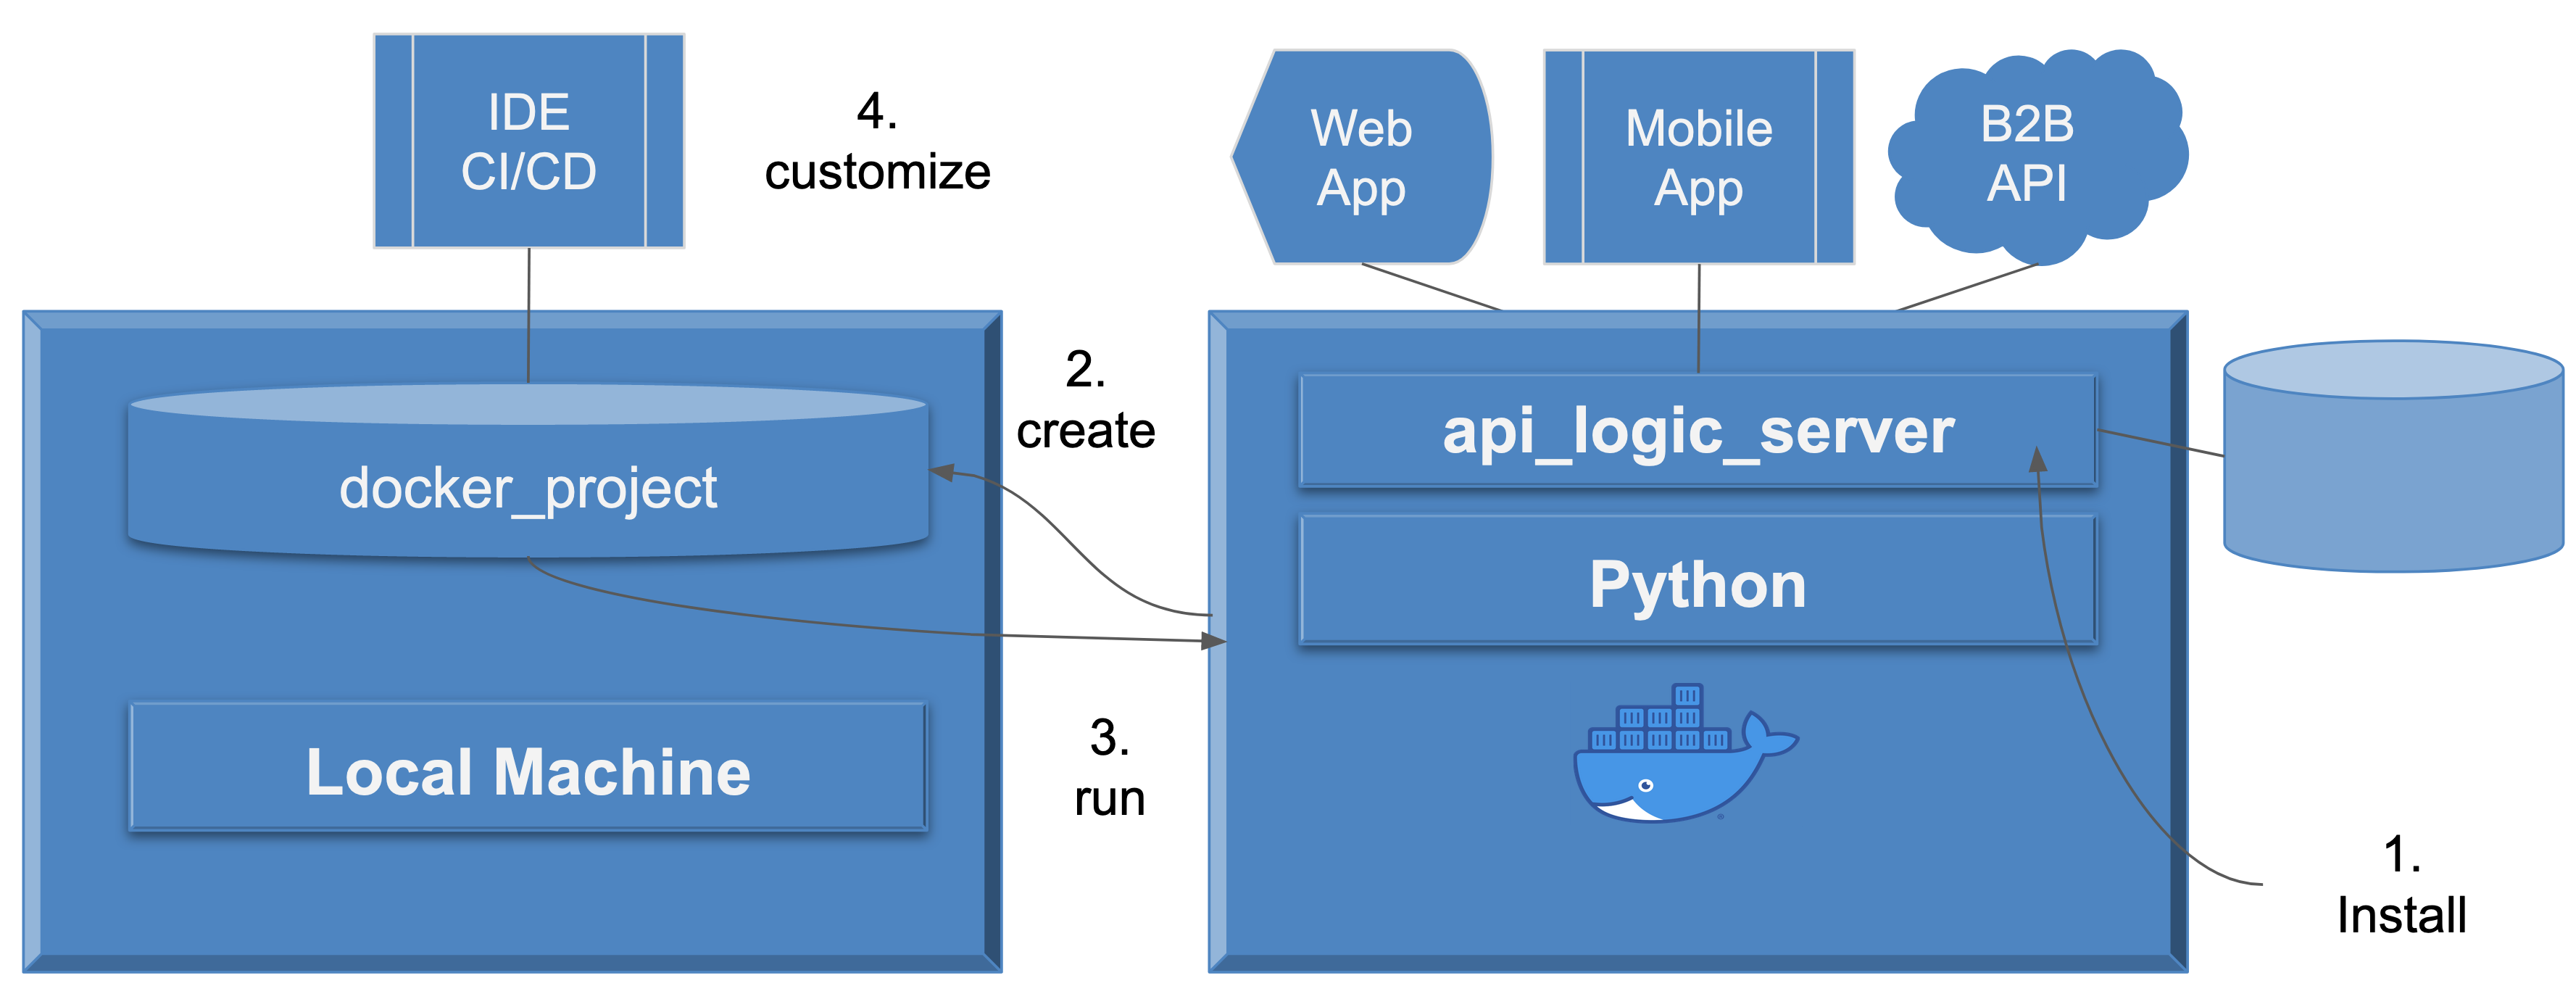 IDE
CI/CD
4.
customize
Web
App
Mobile
App
B2B
API
2.
create
docker_project
api_logic_server
Python
Local Machine
3.
run
1.
Install